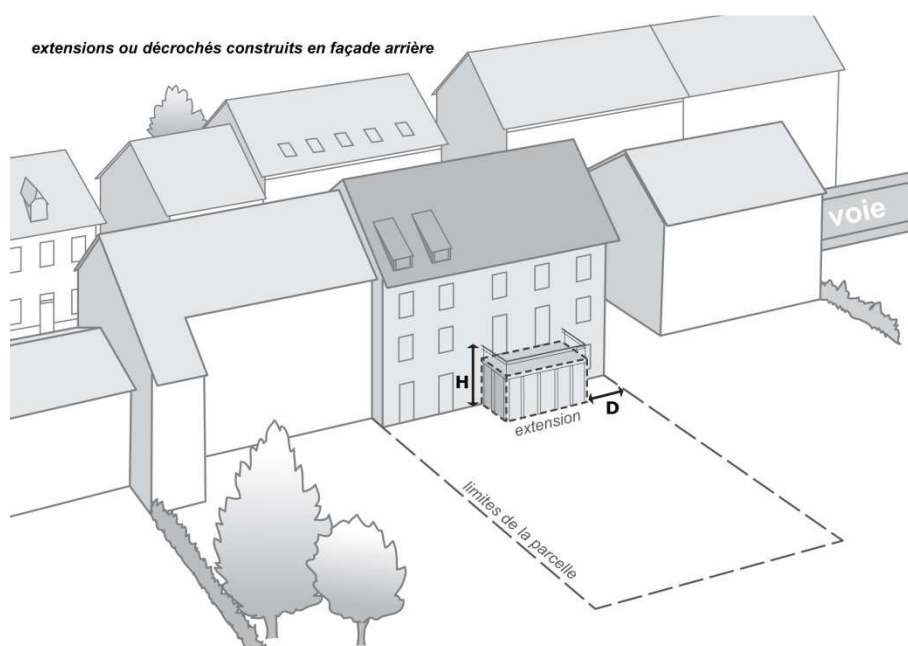 extensions ou décrochés construits en façade arrière
voie
H
D
extension
limites de la parcelle